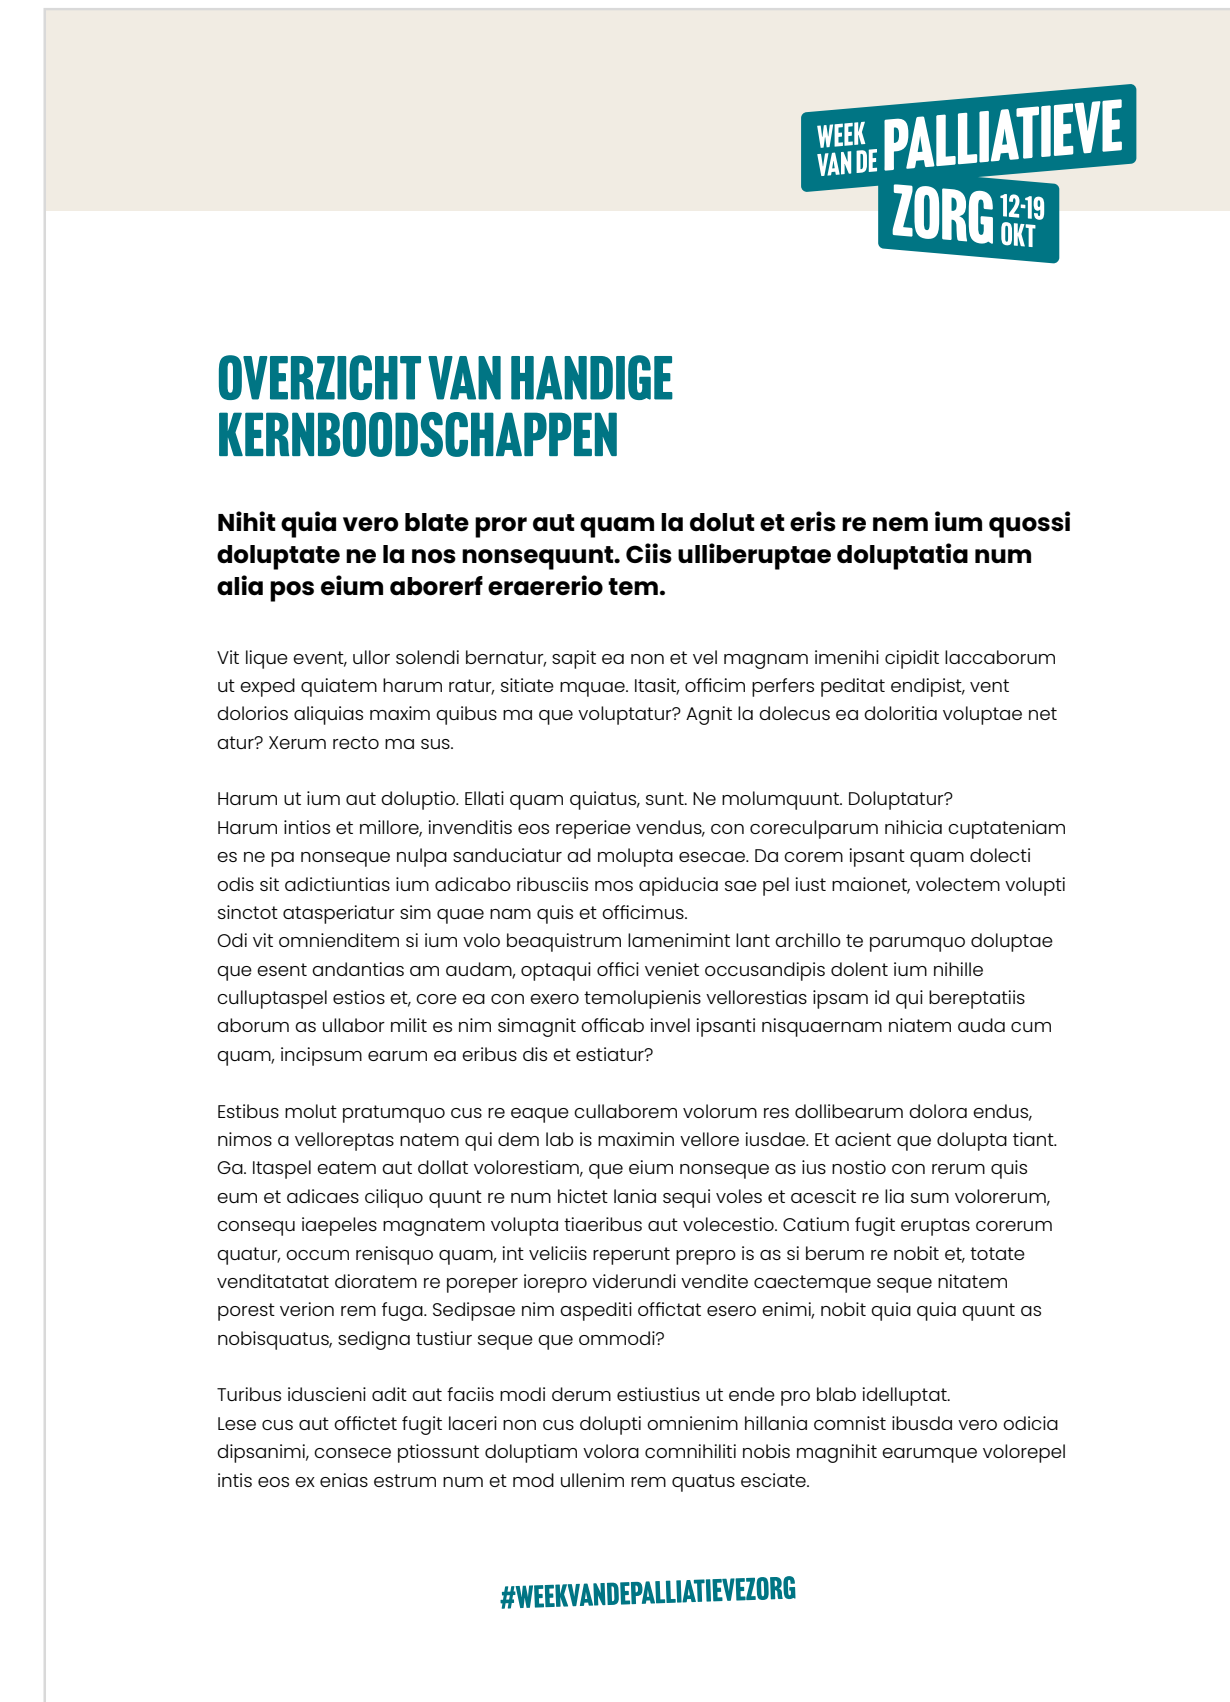 WEEK
VAN DE PALLIATIEVE
ZORG 12-19
OKT
OVERZICHT VAN HANDIGE
KERNBOODSCHAPPEN
Nihit quia vero blate pror aut quam la dolut et eris re nem ium quossi
doluptate ne la nos nonsequunt. Ciis ulliberuptae doluptatia num
alia pos eium aborerf eraererio tem.
Vit lique event, ullor solendi bernatur, sapit ea non et vel magnam imenihi cipidit laccaborum
ut exped quiatem harum ratur, sitiate mquae. Itasit, officim perfers peditat endipist, vent
dolorios aliquias maxim quibus ma que voluptatur? Agnit la dolecus ea doloritia voluptae net
atur? Xerum recto ma sus.
Harum ut ium aut doluptio. Ellati quam quiatus, sunt. Ne molumquunt. Doluptatur?
Harum intios et millore, invenditis eos reperiae vendus, con coreculparum nihicia cuptateniam
es ne pa nonseque nulpa sanduciatur ad molupta esecae. Da corem ipsant quam dolecti
odis sit adictiuntias ium adicabo ribusciis mos apiducia sae pel iust maionet, volectem volupti
sinctot atasperiatur sim quae nam quis et officimus.
Odi vit omnienditem si ium volo beaquistrum lamenimint lant archillo te parumquo doluptae
que esent andantias am audam, optaqui offici veniet occusandipis dolent ium nihille
culluptaspel estios et, core ea con exero temolupienis vellorestias ipsam id qui bereptatiis
aborum as ullabor milit es nim simagnit officab invel ipsanti nisquaernam niatem auda cum
quam, incipsum earum ea eribus dis et estiatur?
Estibus molut pratumquo cus re eaque cullaborem volorum res dollibearum dolora endus,
nimos a velloreptas natem qui dem lab is maximin vellore iusdae. Et acient que dolupta tiant.
Ga. Itaspel eatem aut dollat volorestiam, que eium nonseque as ius nostio con rerum quis
eum et adicaes ciliquo quunt re num hictet lania sequi voles et acescit re lia sum volorerum,
consequ iaepeles magnatem volupta tiaeribus aut volecestio. Catium fugit eruptas corerum
quatur, occum renisquo quam, int veliciis reperunt prepro is as si berum re nobit et, totate
venditatatat dioratem re poreper iorepro viderundi vendite caectemque seque nitatem
porest verion rem fuga. Sedipsae nim aspediti offictat esero enimi, nobit quia quia quunt as
nobisquatus, sedigna tustiur seque que ommodi?
Turibus iduscieni adit aut faciis modi derum estiustius ut ende pro blab idelluptat.
Lese cus aut offictet fugit laceri non cus dolupti omnienim hillania comnist ibusda vero odicia
dipsanimi, consece ptiossunt doluptiam volora comnihiliti nobis magnihit earumque volorepel
intis eos ex enias estrum num et mod ullenim rem quatus esciate.
#WEEKVANDEPALLIATIEVEZORG